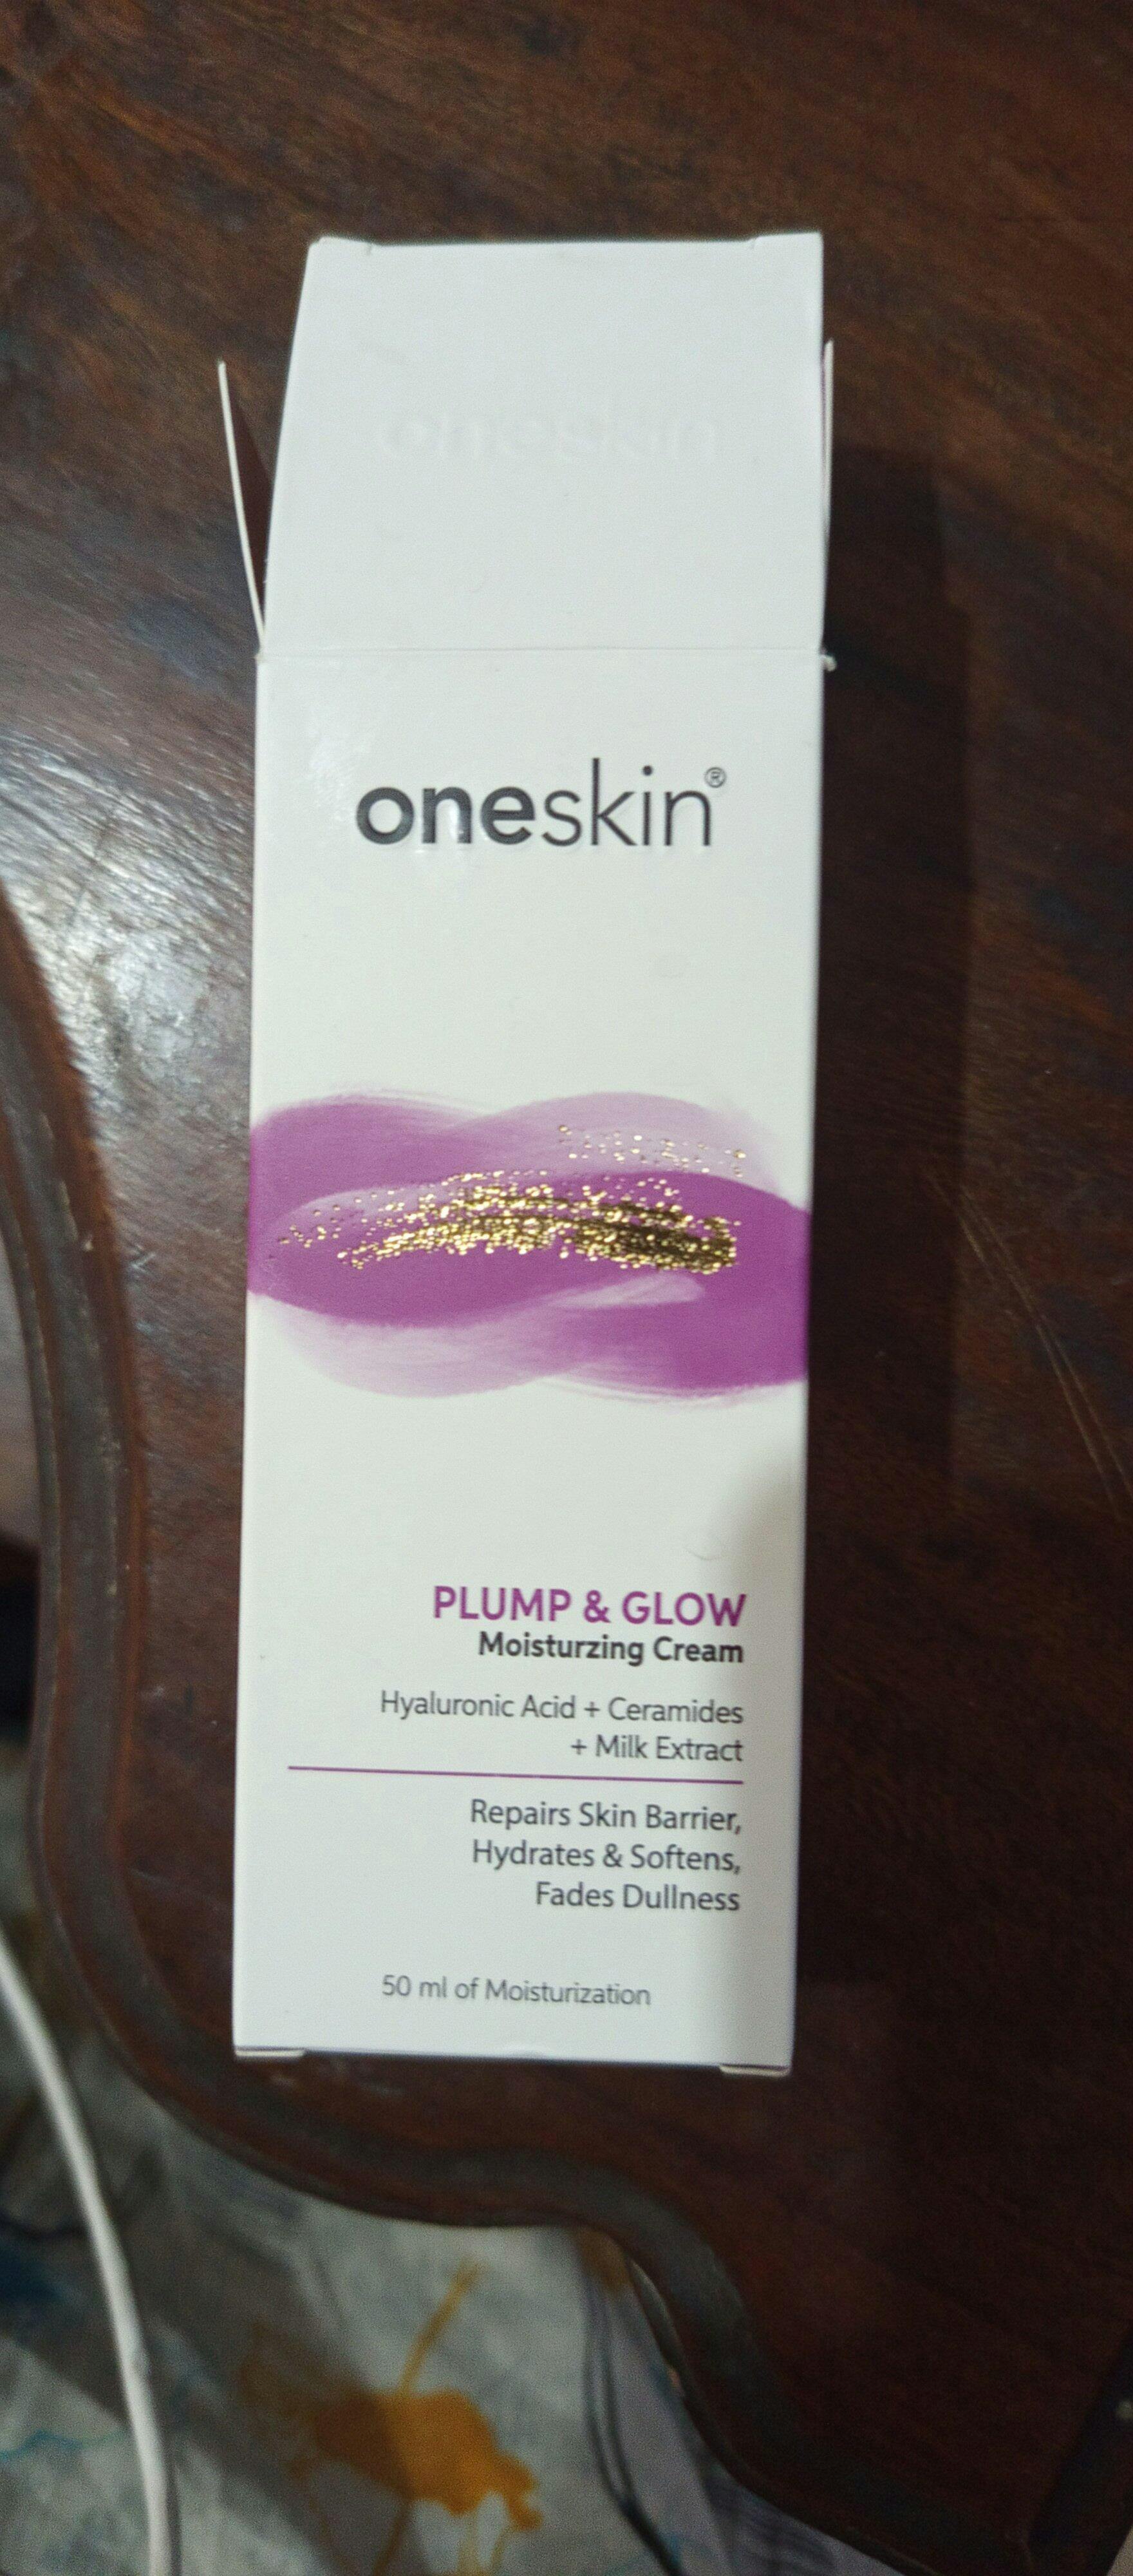 oneskin
oneskin®
PLUMP & GLOW
Moisturzing Cream
Hyaluronic Acid + Ceramides
+ Milk Extract
Repairs Skin Barrier,
Hydrates & Softens,
Fades Dullness
50 ml of Moisturization